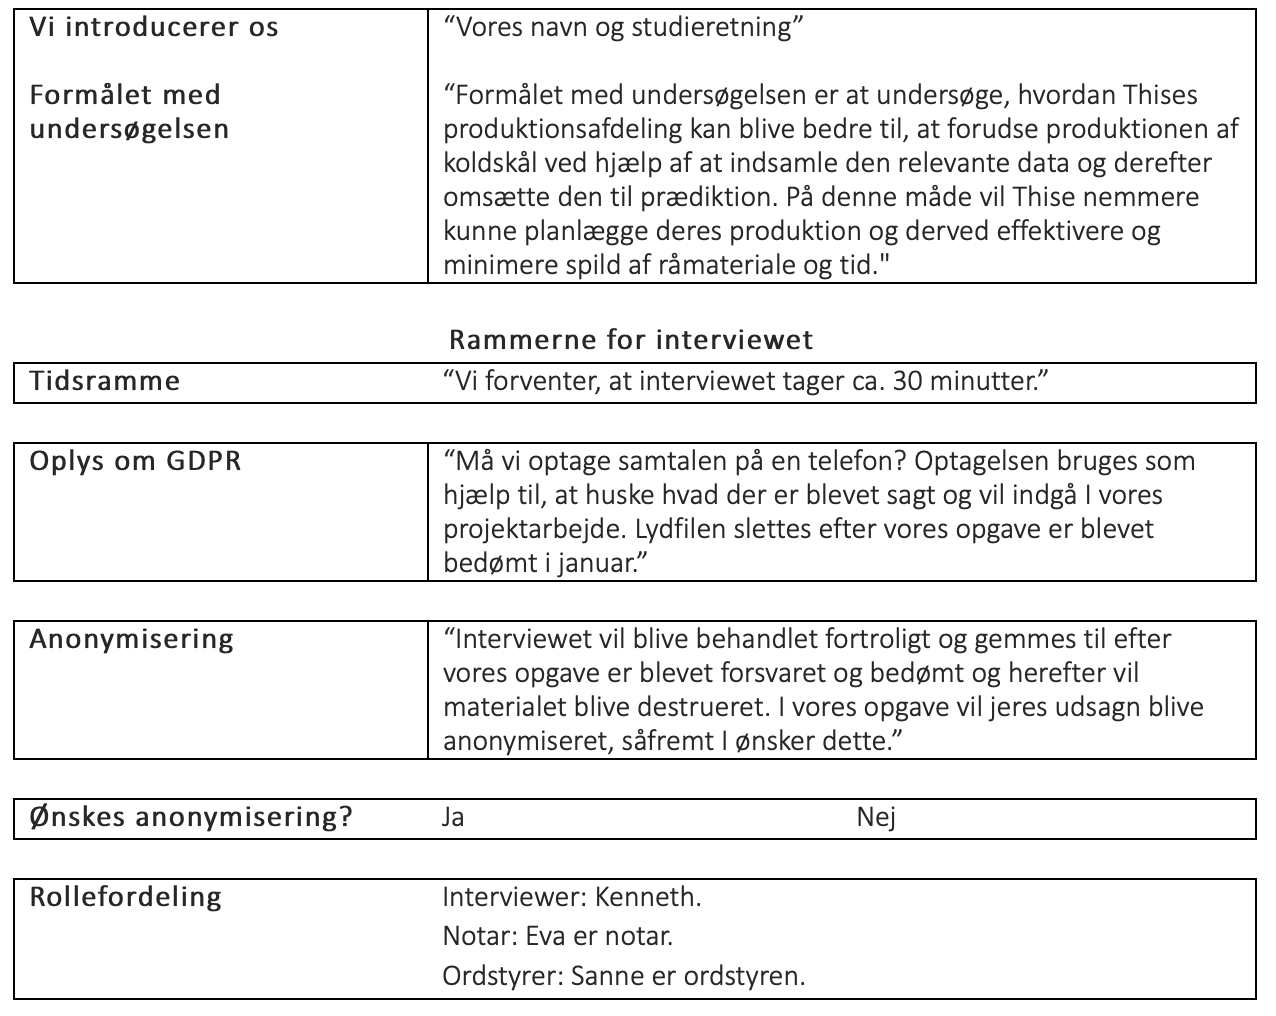 Vi introducerer os
“Vores navn og studieretning”
Formålet med
undersøgelsen
“Formålet med undersøgelsen er at undersøge, hvordan Thises
produktionsafdeling kan blive bedre til, at forudse produktionen af
koldskål ved hjælp af at indsamle den relevante data og derefter
omsætte den til prædiktion. På denne måde vil Thise nemmere
kunne planlægge deres produktion og derved effektivere og
minimere spild af råmateriale og tid."
Rammerne for interviewet
Tidsramme
“Vi forventer, at interviewet tager ca. 30 minutter.”
Oplys om GDPR
“Må vi optage samtalen på en telefon? Optagelsen bruges som
hjælp til, at huske hvad der er blevet sagt og vil indgå I vores
projektarbejde. Lydfilen slettes efter vores opgave er blevet
bedømt i januar.”
Anonymisering
“Interviewet vil blive behandlet fortroligt og gemmes til efter
vores opgave er blevet forsvaret og bedømt og herefter vil
materialet blive destrueret. I vores opgave vil jeres udsagn blive
anonymiseret, såfremt I ønsker dette.”
Ønskes anonymisering? Ja Nej
Rollefordeling
Interviewer: Kenneth.
Notar: Eva er notar.
Ordstyrer: Sanne er ordstyren.